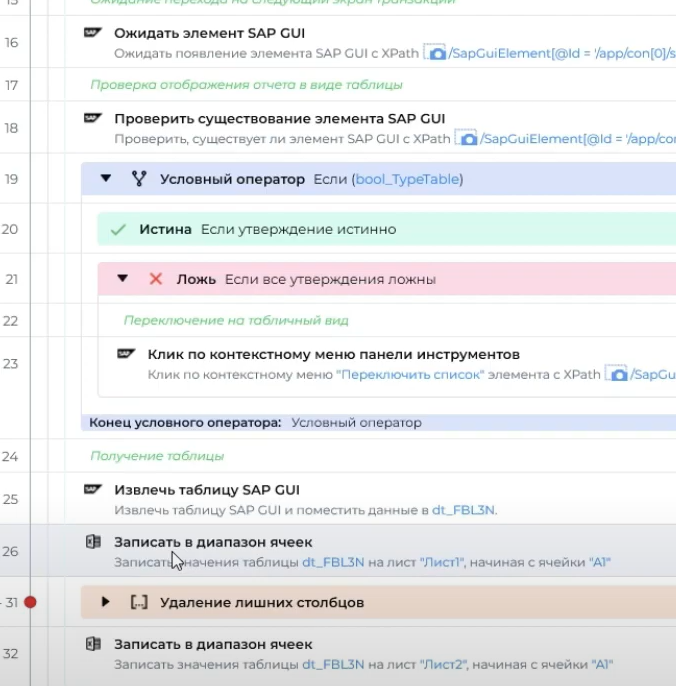 15 Ожидание перехода на следующий экран транзакции
16 SAP Ожидать элемент SAP GUI
Ожидать появление элемента SAP GUI с XPath /SapGuiElement[@Id = '/app/con[0]/s
17 Проверка отображения отчета в виде таблицы
18 SAP Проверить существование элемента SAP GUI
Проверить, существует ли элемент SAP GUI с XPath /SapGuiElement[@Id = '/app/con
19 Условный оператор Если (bool_TypeTable)
20 Истина Если утверждение истинно
21 Ложь Если все утверждения ложны
22 Переключение на табличный вид
23 SAP Клик по контекстному меню панели инструментов
Клик по контекстному меню "Переключить список" элемента с XPath /SapGu
Конец условного оператора: Условный оператор
24 Получение таблицы
25 SAP Извлечь таблицу SAP GUI
Извлечь таблицу SAP GUI и поместить данные в dt_FBL3N.
26 Записать в диапазон ячеек
Записать значения таблицы dt_FBL3N на лист "Лист1", начиная с ячейки "A1"
- 31 [...] Удаление лишних столбцов
32 Записать в диапазон ячеек
Записать значения таблицы dt_FBL3N на лист "Лист2", начиная с ячейки "A1"